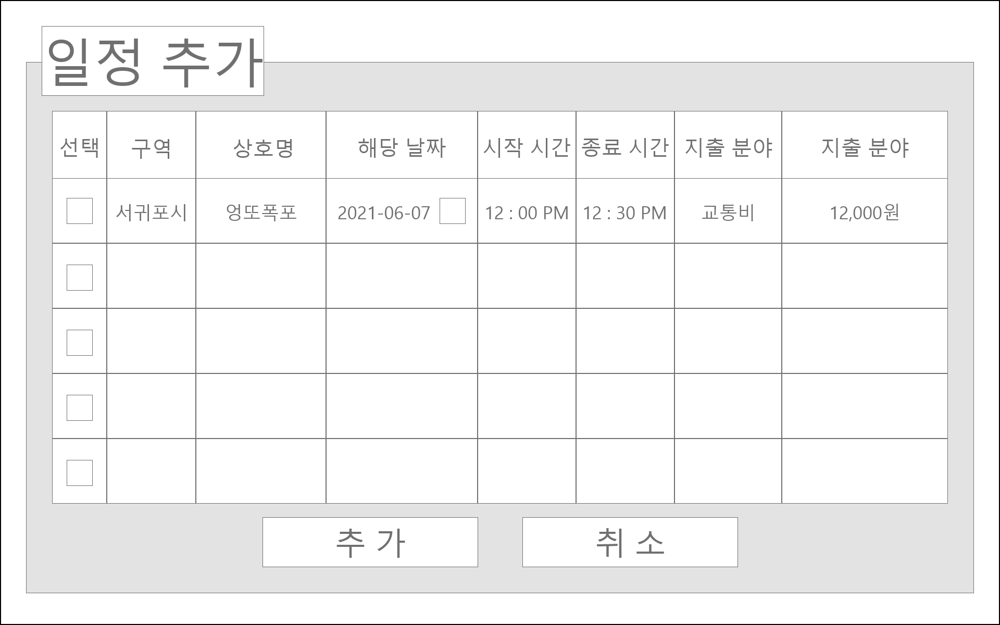 일정 추가
선택 구역 상호명 해당 날짜 시작 시간 종료 시간 지출 분야 지출 분야
서귀포시 엉또폭포 2021-06-07 12 : 00 PM 12 : 30 PM 교통비 12,000원
추 가 취 소